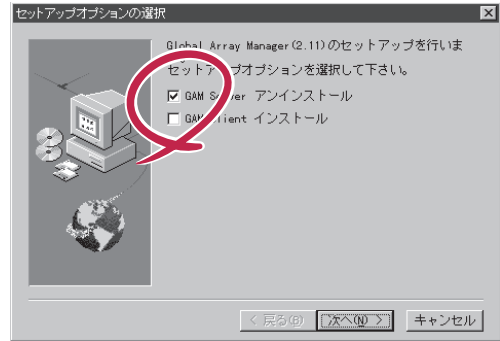 セットアップオプションの選択
Global Array Manager(2.11)のセットアップを行いま
セットアップオプションを選択して下さい。
GAM Server アンインストール
GAM Client インストール
< 戻る(B)
次へ(N) >
キャンセル